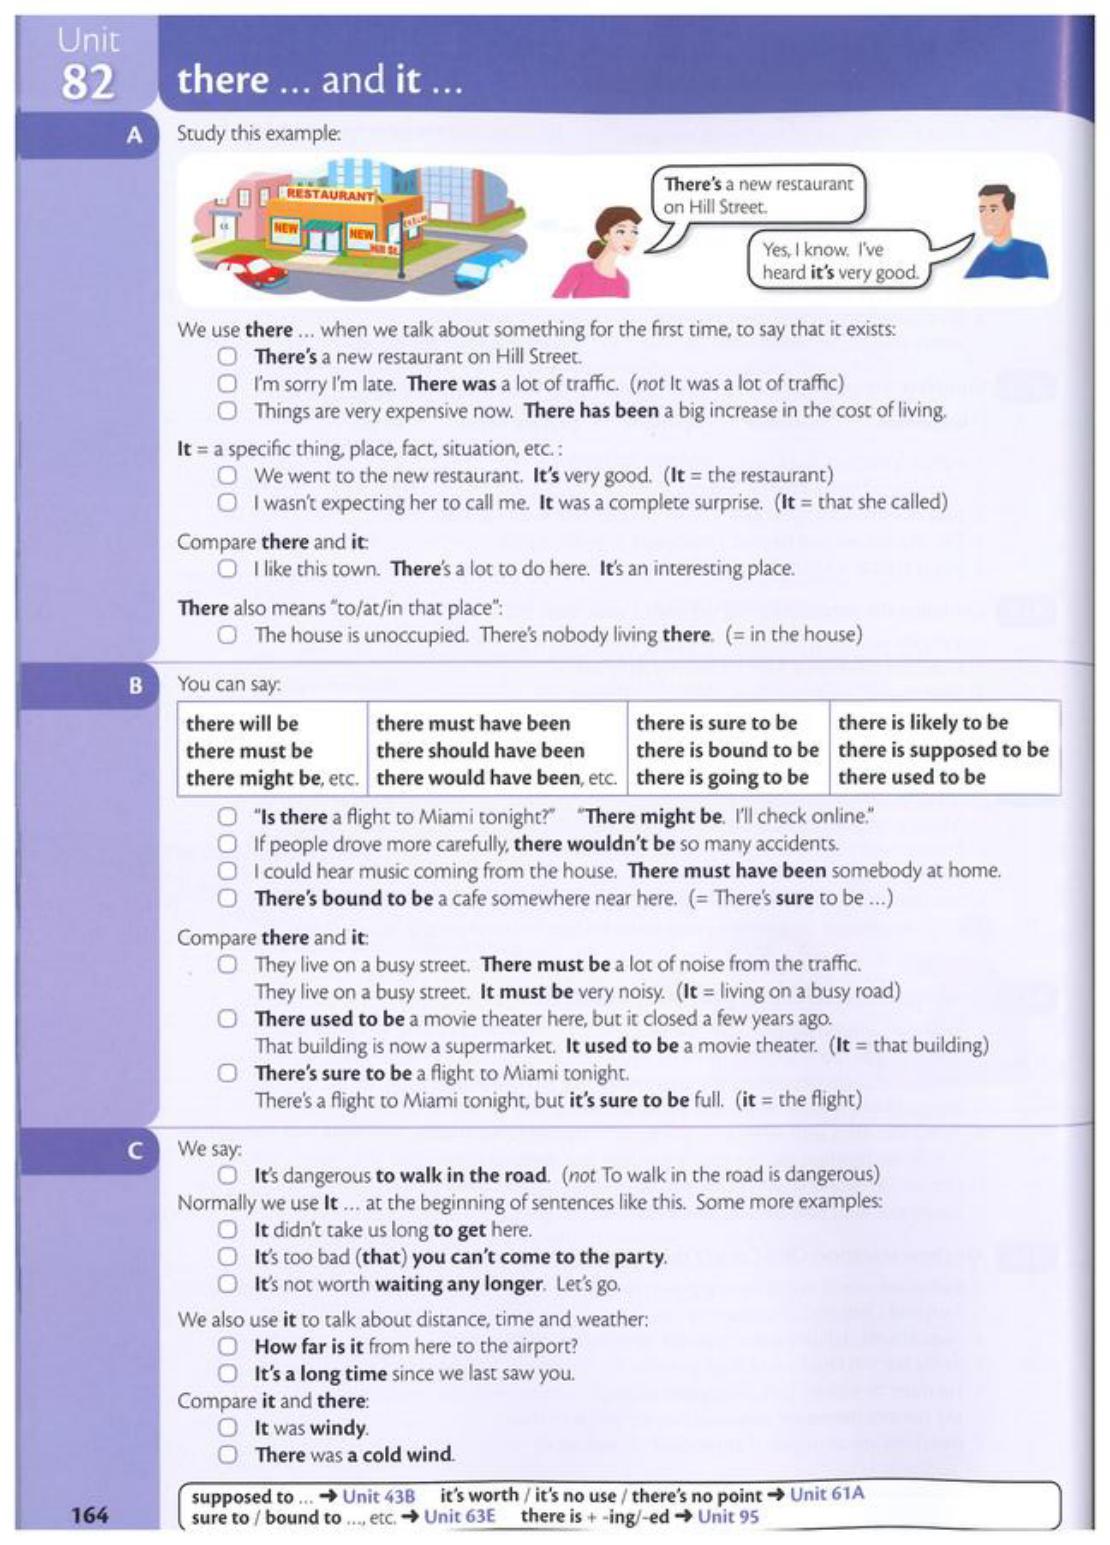 Unit
82
there ... and it ...
A
Study this example:
RESTAURANT
NEW
NEW
Hill St.
There's a new restaurant
on Hill Street.
Yes, I know. I've
heard it's very good.
We use there ... when we talk about something for the first time, to say that it exists:
There's a new restaurant on Hill Street.
I'm sorry I'm late. There was a lot of traffic. (not It was a lot of traffic)
Things are very expensive now. There has been a big increase in the cost of living.
It = a specific thing, place, fact, situation, etc. :
We went to the new restaurant. It's very good. (It = the restaurant)
I wasn't expecting her to call me. It was a complete surprise. (It = that she called)
Compare there and it:
I like this town. There's a lot to do here. It's an interesting place.
There also means "to/at/in that place":
The house is unoccupied. There's nobody living there. (= in the house)
B
You can say:
there will be there must have been there is sure to be there is likely to be
there must be there should have been there is bound to be there is supposed to be
there might be, etc. there would have been, etc. there is going to be there used to be
"Is there a flight to Miami tonight?" "There might be. I'll check online."
If people drove more carefully, there wouldn't be so many accidents.
I could hear music coming from the house. There must have been somebody at home.
There's bound to be a cafe somewhere near here. (= There's sure to be ...)
Compare there and it:
They live on a busy street. There must be a lot of noise from the traffic.
They live on a busy street. It must be very noisy. (It = living on a busy road)
There used to be a movie theater here, but it closed a few years ago.
That building is now a supermarket. It used to be a movie theater. (It = that building)
There's sure to be a flight to Miami tonight.
There's a flight to Miami tonight, but it's sure to be full. (it = the flight)
C
We say:
It's dangerous to walk in the road. (not To walk in the road is dangerous)
Normally we use It ... at the beginning of sentences like this. Some more examples:
It didn't take us long to get here.
It's too bad (that) you can't come to the party.
It's not worth waiting any longer. Let's go.
We also use it to talk about distance, time and weather:
How far is it from here to the airport?
It's a long time since we last saw you.
Compare it and there:
It was windy.
There was a cold wind.
supposed to ... → Unit 43B it's worth / it's no use / there's no point → Unit 61A
sure to / bound to ..., etc. → Unit 63E there is + -ing/-ed → Unit 95
164